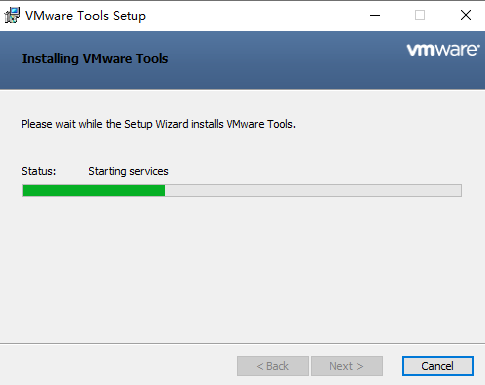 VMware Tools Setup
Installing VMware Tools
vmware®
Please wait while the Setup Wizard installs VMware Tools.
Status: Starting services
< Back Next > Cancel